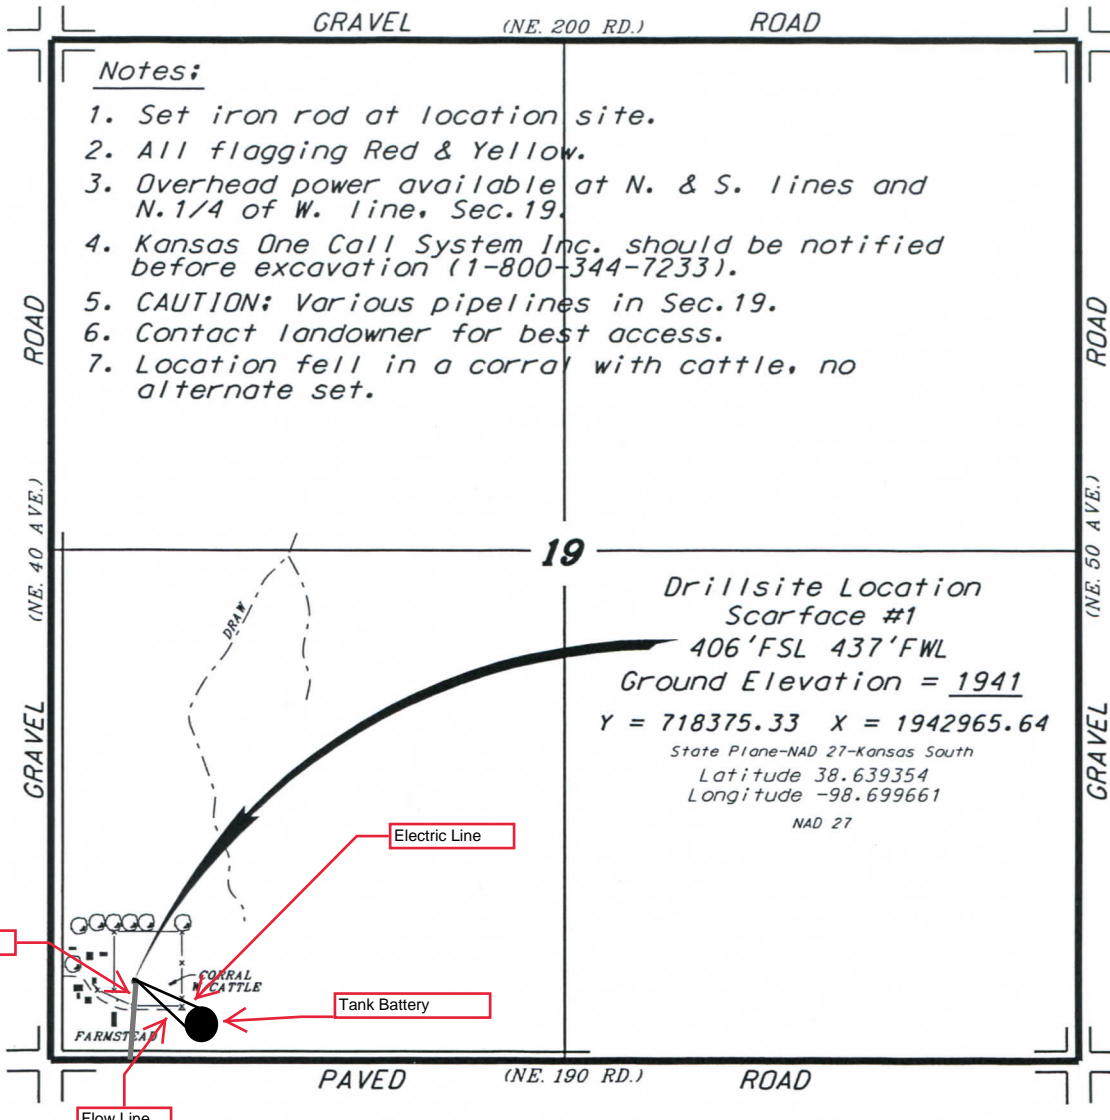 GRAVEL (NE. 200 RD.) ROAD
Notes:
1. Set iron rod at location site.
2. All flagging Red & Yellow.
3. Overhead power available at N. & S. lines and
N.1/4 of W. line, Sec.19.
4. Kansas One Call System Inc. should be notified
before excavation (1-800-344-7233).
5. CAUTION: Various pipelines in Sec.19.
6. Contact landowner for best access.
7. Location fell in a corral with cattle, no
alternate set.
ROAD
(NE. 40 AVE.)
GRAVEL
ROAD
(NE. 50 AVE.)
GRAVEL
19
DRAW
Drillsite Location
Scarface #1
406'FSL 437'FWL
Ground Elevation = 1941
Y = 718375.33 X = 1942965.64
State Plane-NAD 27-Kansas South
Latitude 38.639354
Longitude -98.699661
NAD 27
Electric Line
CORRAL
W/CATTLE
Tank Battery
FARMSTEAD
PAVED (NE. 190 RD.) ROAD
Flow Line